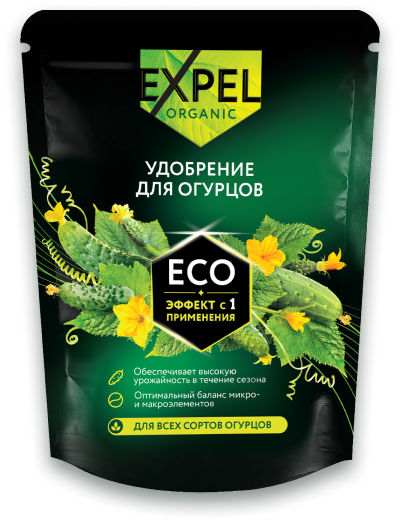 EXPEL
ORGANIC
УДОБРЕНИЕ
ДЛЯ ОГУРЦОВ
ECO
ЭФФЕКТ с 1
ПРИМЕНЕНИЯ
Обеспечивает высокую
урожайность в течение сезона
Оптимальный баланс микро-
и макроэлементов
ДЛЯ ВСЕХ СОРТОВ ОГУРЦОВ